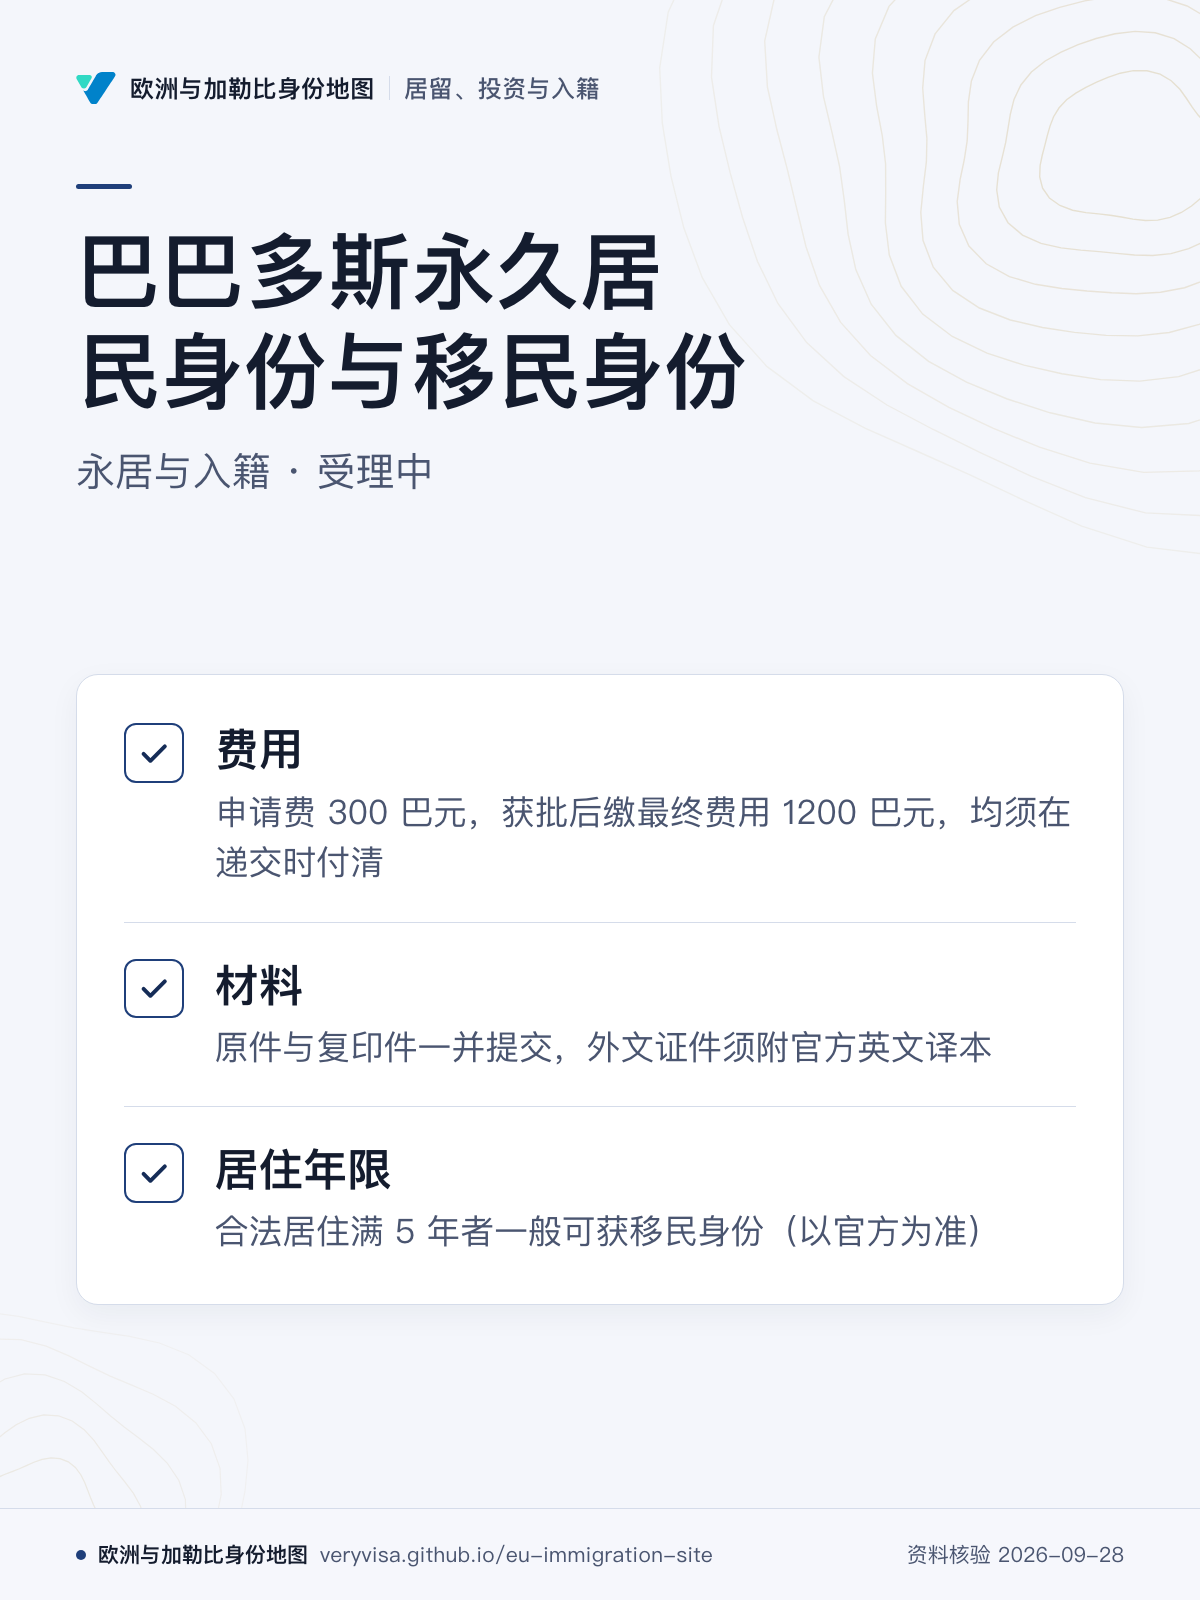 欧洲与加勒比身份地图 居留、投资与入籍
巴巴多斯永久居
民身份与移民身份
永居与入籍 · 受理中
费用
申请费 300 巴元，获批后缴最终费用 1200 巴元，均须在
递交时付清
材料
原件与复印件一并提交，外文证件须附官方英文译本
居住年限
合法居住满 5 年者一般可获移民身份（以官方为准）
欧洲与加勒比身份地图 veryvisa.github.io/eu-immigration-site 资料核验 2026-09-28